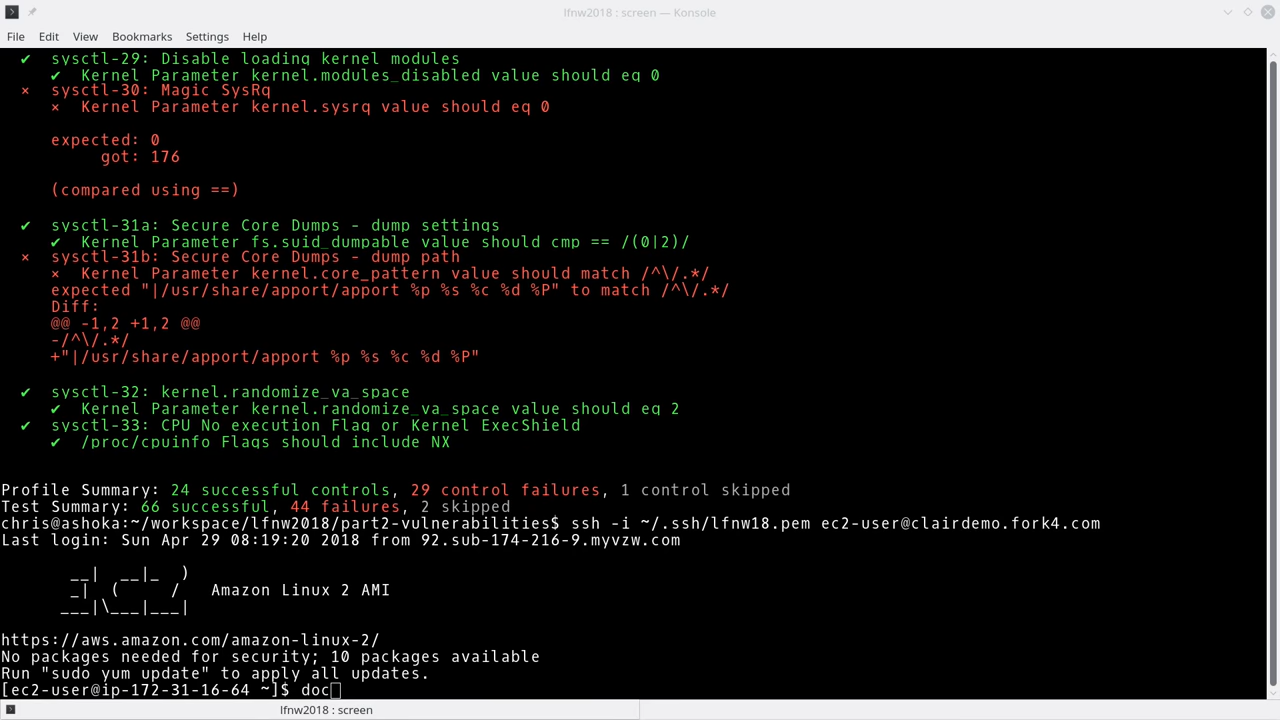 lfnw2018 : screen — Konsole
File Edit View Bookmarks Settings Help
✔ sysctl-29: Disable loading kernel modules
✔ Kernel Parameter kernel.modules_disabled value should eq 0
× sysctl-30: Magic SysRq
× Kernel Parameter kernel.sysrq value should eq 0
expected: 0
got: 176
(compared using ==)
✔ sysctl-31a: Secure Core Dumps - dump settings
✔ Kernel Parameter fs.suid_dumpable value should cmp == /(0|2)/
× sysctl-31b: Secure Core Dumps - dump path
× Kernel Parameter kernel.core_pattern value should match /^\/.*/
expected "|/usr/share/apport/apport %p %s %c %d %P" to match /^\/.*/
Diff:
@@ -1,2 +1,2 @@
-/^\/.*/
+"|/usr/share/apport/apport %p %s %c %d %P"
✔ sysctl-32: kernel.randomize_va_space
✔ Kernel Parameter kernel.randomize_va_space value should eq 2
✔ sysctl-33: CPU No execution Flag or Kernel ExecShield
✔ /proc/cpuinfo Flags should include NX
Profile Summary: 24 successful controls, 29 control failures, 1 control skipped
Test Summary: 66 successful, 44 failures, 2 skipped
chris@ashoka:~/workspace/lfnw2018/part2-vulnerabilities$ ssh -i ~/.ssh/lfnw18.pem ec2-user@clairdemo.fork4.com
Last login: Sun Apr 29 08:19:20 2018 from 92.sub-174-216-9.myvzw.com
__|  __|_  )
_|  (     /   Amazon Linux 2 AMI
___|\___|___|
https://aws.amazon.com/amazon-linux-2/
No packages needed for security; 10 packages available
Run "sudo yum update" to apply all updates.
[ec2-user@ip-172-31-16-64 ~]$ doc
lfnw2018 : screen